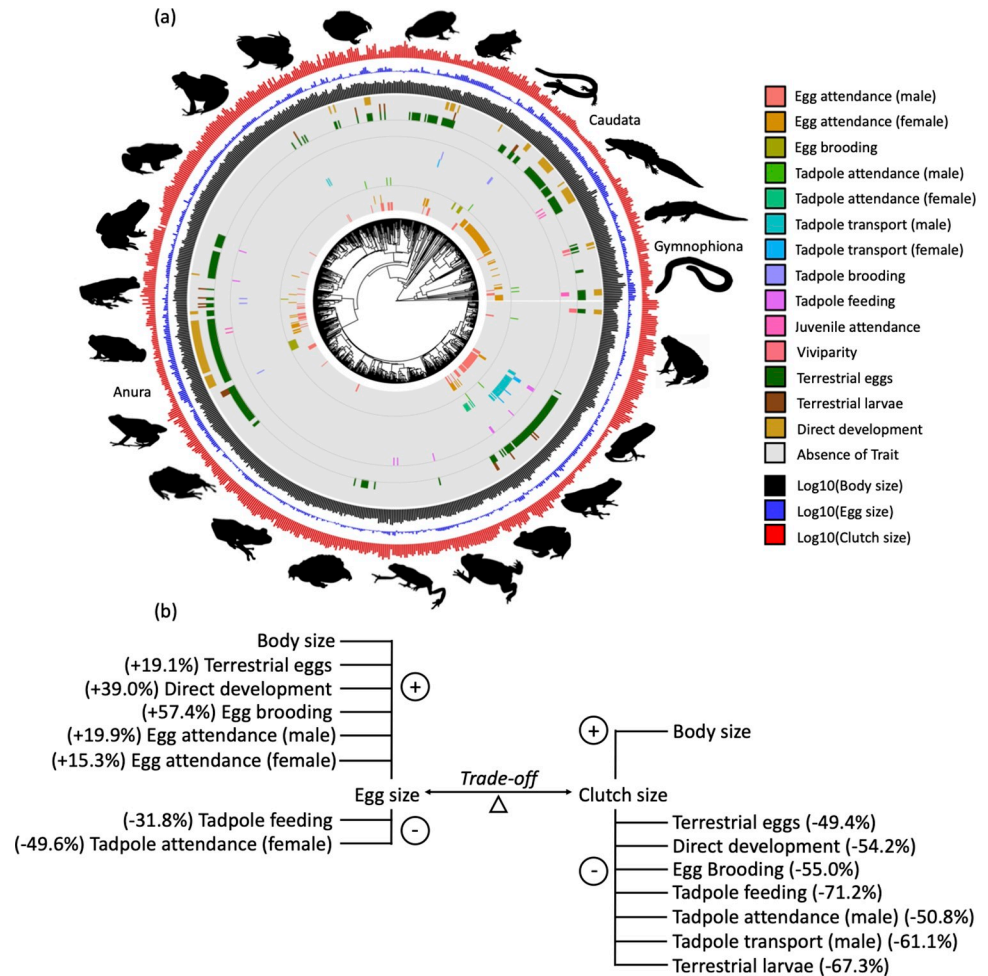 (a)
Caudata
Gymnophiona
Anura
Egg attendance (male)
Egg attendance (female)
Egg brooding
Tadpole attendance (male)
Tadpole attendance (female)
Tadpole transport (male)
Tadpole transport (female)
Tadpole brooding
Tadpole feeding
Juvenile attendance
Viviparity
Terrestrial eggs
Terrestrial larvae
Direct development
Absence of Trait
Log10(Body size)
Log10(Egg size)
Log10(Clutch size)
(b)
Body size
(+19.1%) Terrestrial eggs
(+39.0%) Direct development
(+57.4%) Egg brooding
(+19.9%) Egg attendance (male)
(+15.3%) Egg attendance (female)
+
Egg size
(-31.8%) Tadpole feeding
(-49.6%) Tadpole attendance (female)
-
Trade-off
+
Body size
Clutch size
-
Terrestrial eggs (-49.4%)
Direct development (-54.2%)
Egg Brooding (-55.0%)
Tadpole feeding (-71.2%)
Tadpole attendance (male) (-50.8%)
Tadpole transport (male) (-61.1%)
Terrestrial larvae (-67.3%)